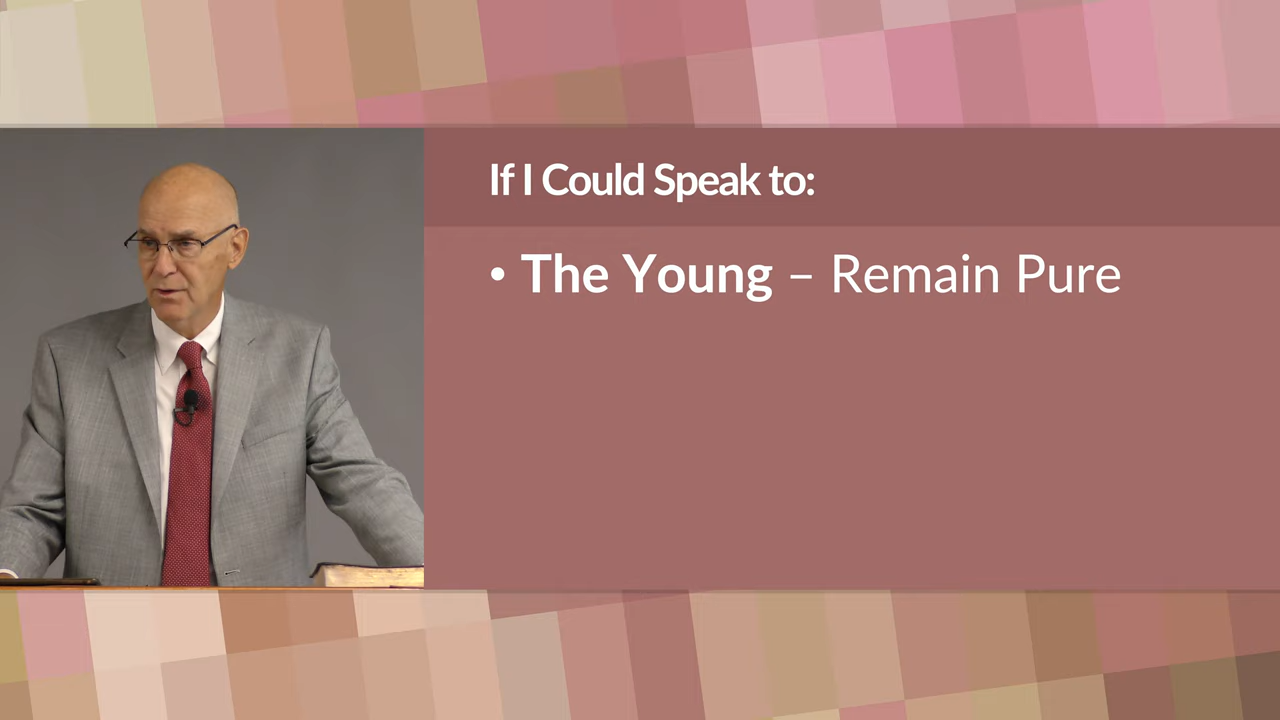 If I Could Speak to:
• The Young – Remain Pure